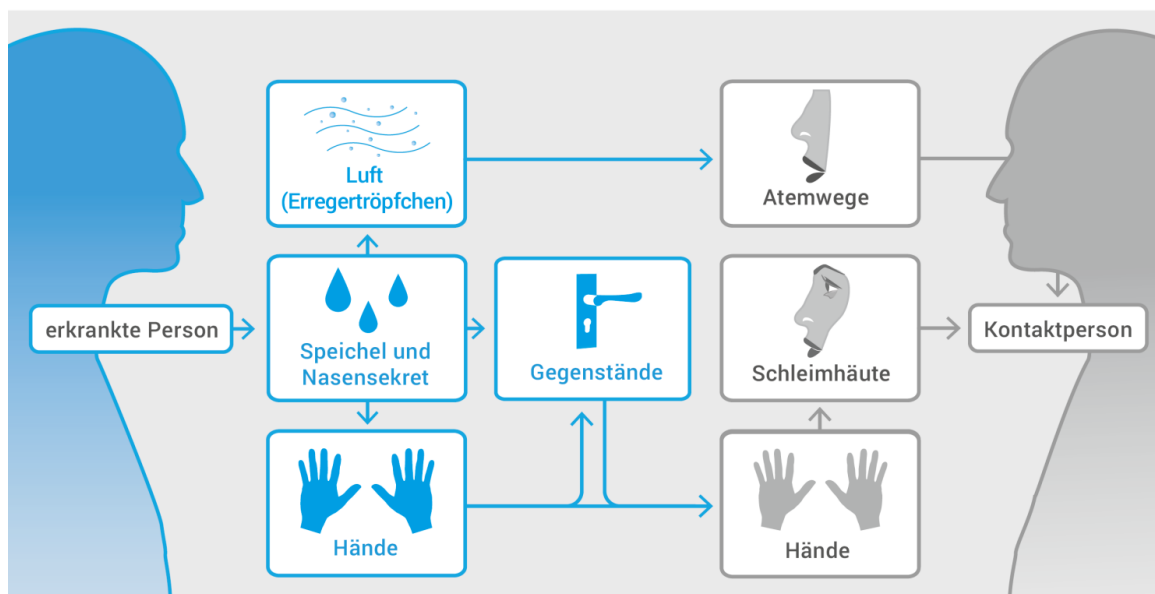 Luft
(Erregertröpfchen)
Atemwege
erkrankte Person
Speichel und
Nasensekret
Gegenstände
Schleimhäute
Kontaktperson
Hände
Hände